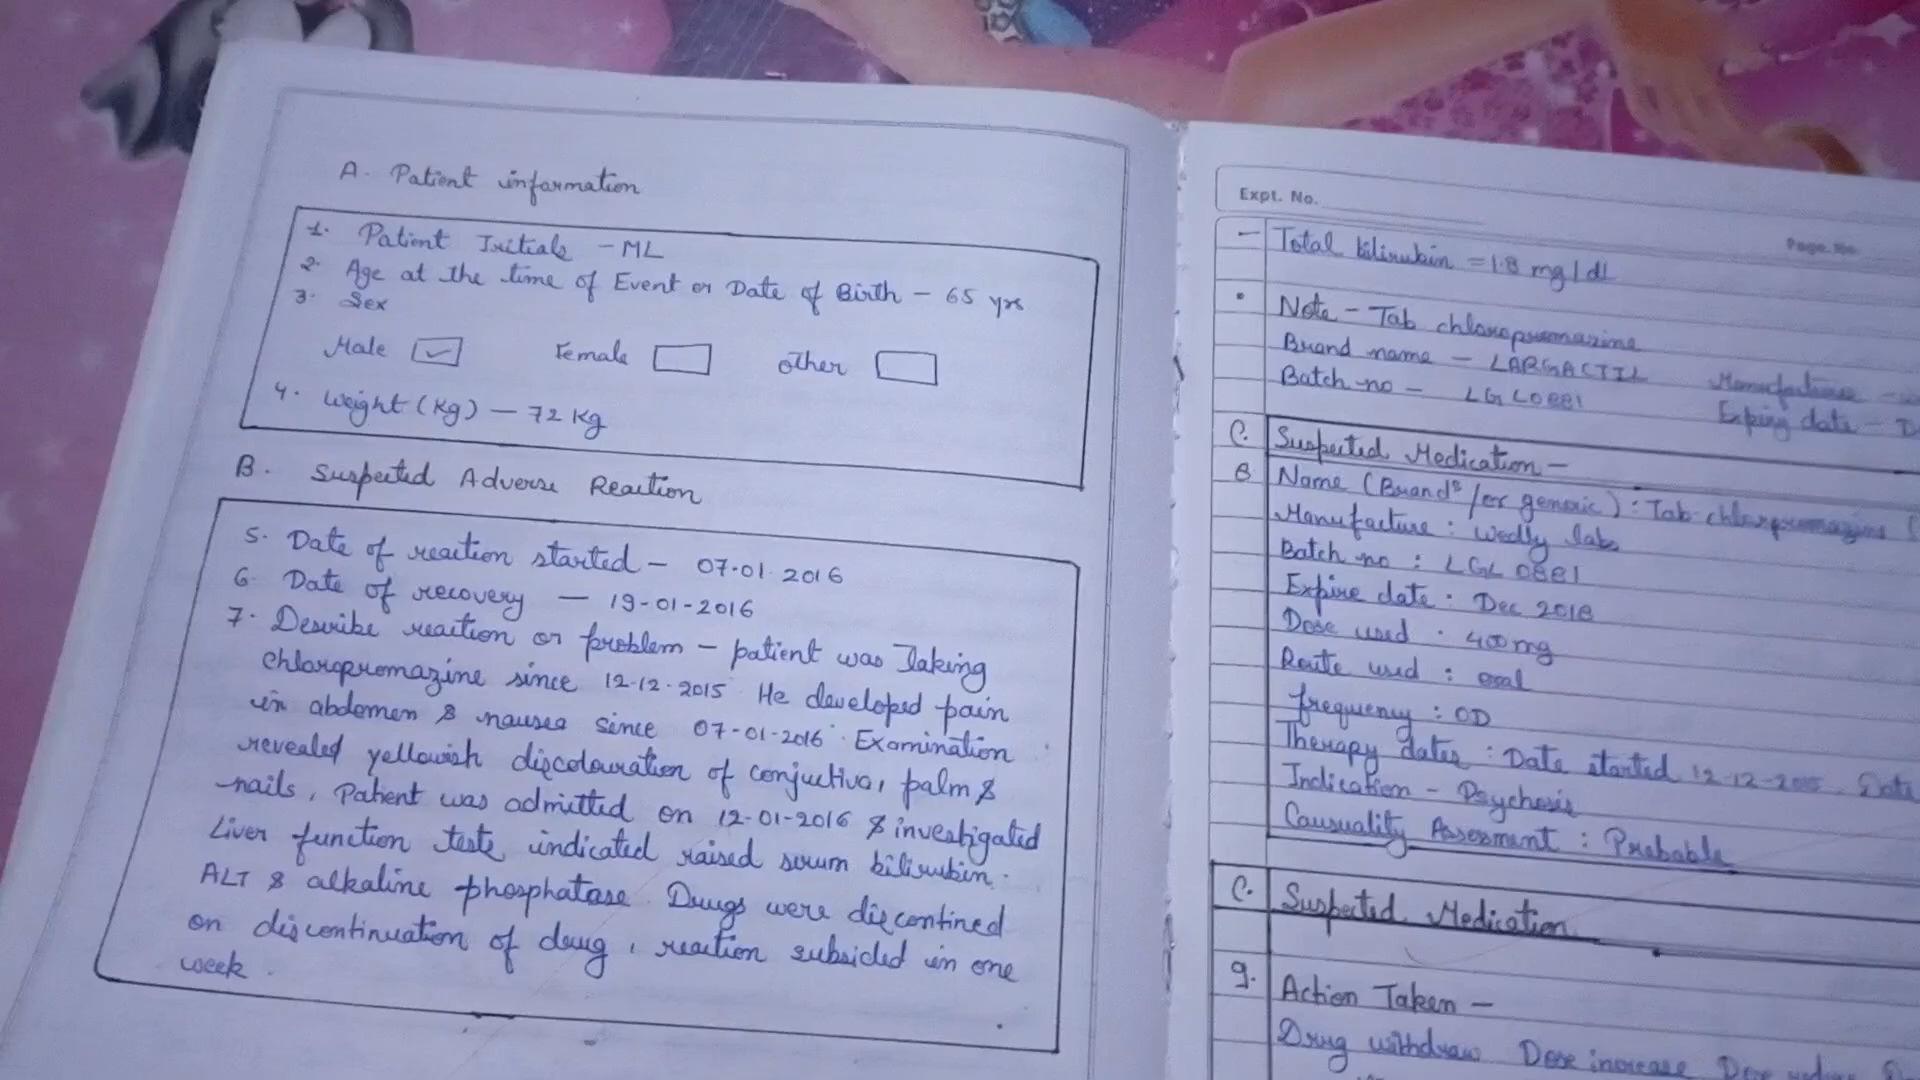 A. Patient information
1. Patient Initials - ML
2. Age at the time of Event or Date of Birth - 65 yrs
3. Sex
Male ✓ Female other
4. Weight (Kg) - 72 Kg
B. Suspected Adverse Reaction
5. Date of reaction started - 07.01.2016
6. Date of recovery - 19-01-2016
7. Describe reaction or problem - patient was Taking
chloropromazine since 12-12-2015 He developed pain
in abdomen & nausea since 07-01-2016. Examination
revealed yellowish discolouration of conjuctiva, palm &
nails, Patient was admitted on 12-01-2016 & investigated
Liver function tests indicated raised serum bilirubin.
ALT & alkaline phosphatase. Drugs were discontined
on discontinuation of drug, reaction subsided in one
week.
Expt. No.
Page No.
- Total bilirubin = 1.8 mg/dL
• Note - Tab chloropromazine
Brand name - LARGACTIL
Batch no - LGL0881 Expiry date -
C. Suspected Medication -
8 Name (Brand & /or generic) : Tab chlorpromazine (
Manufacture :
Batch no : LGL 0881
Expire date : Dec 2018
Dose used : 400mg
Route used : oral
frequency : OD
Therapy dates : Date started 12-12-2015 Date
Indication - Psychosis
Causuality Assessment : Probable
C. Suspected Medication
9. Action Taken -
Drug withdraw Dose increase Dose